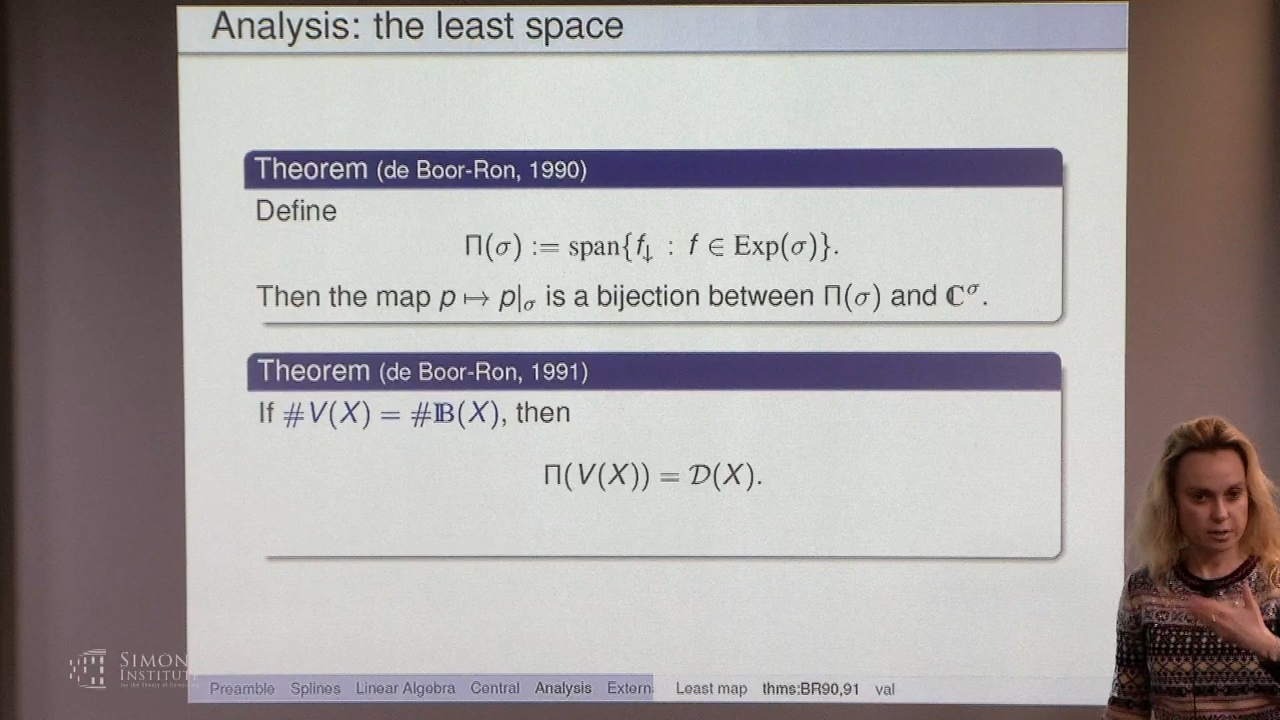 Analysis: the least space
Theorem (de Boor-Ron, 1990)
Define
Π(σ) := span{f↓ : f ∈ Exp(σ)}.
Then the map p ↦ p|σ is a bijection between Π(σ) and ℂ^σ.
Theorem (de Boor-Ron, 1991)
If #V(X) = #𝔹(X), then
Π(V(X)) = 𝒟(X).
SIMON
INSTITUTE
Preamble Splines Linear Algebra Central Analysis Extern Least map thms:BR90,91 val